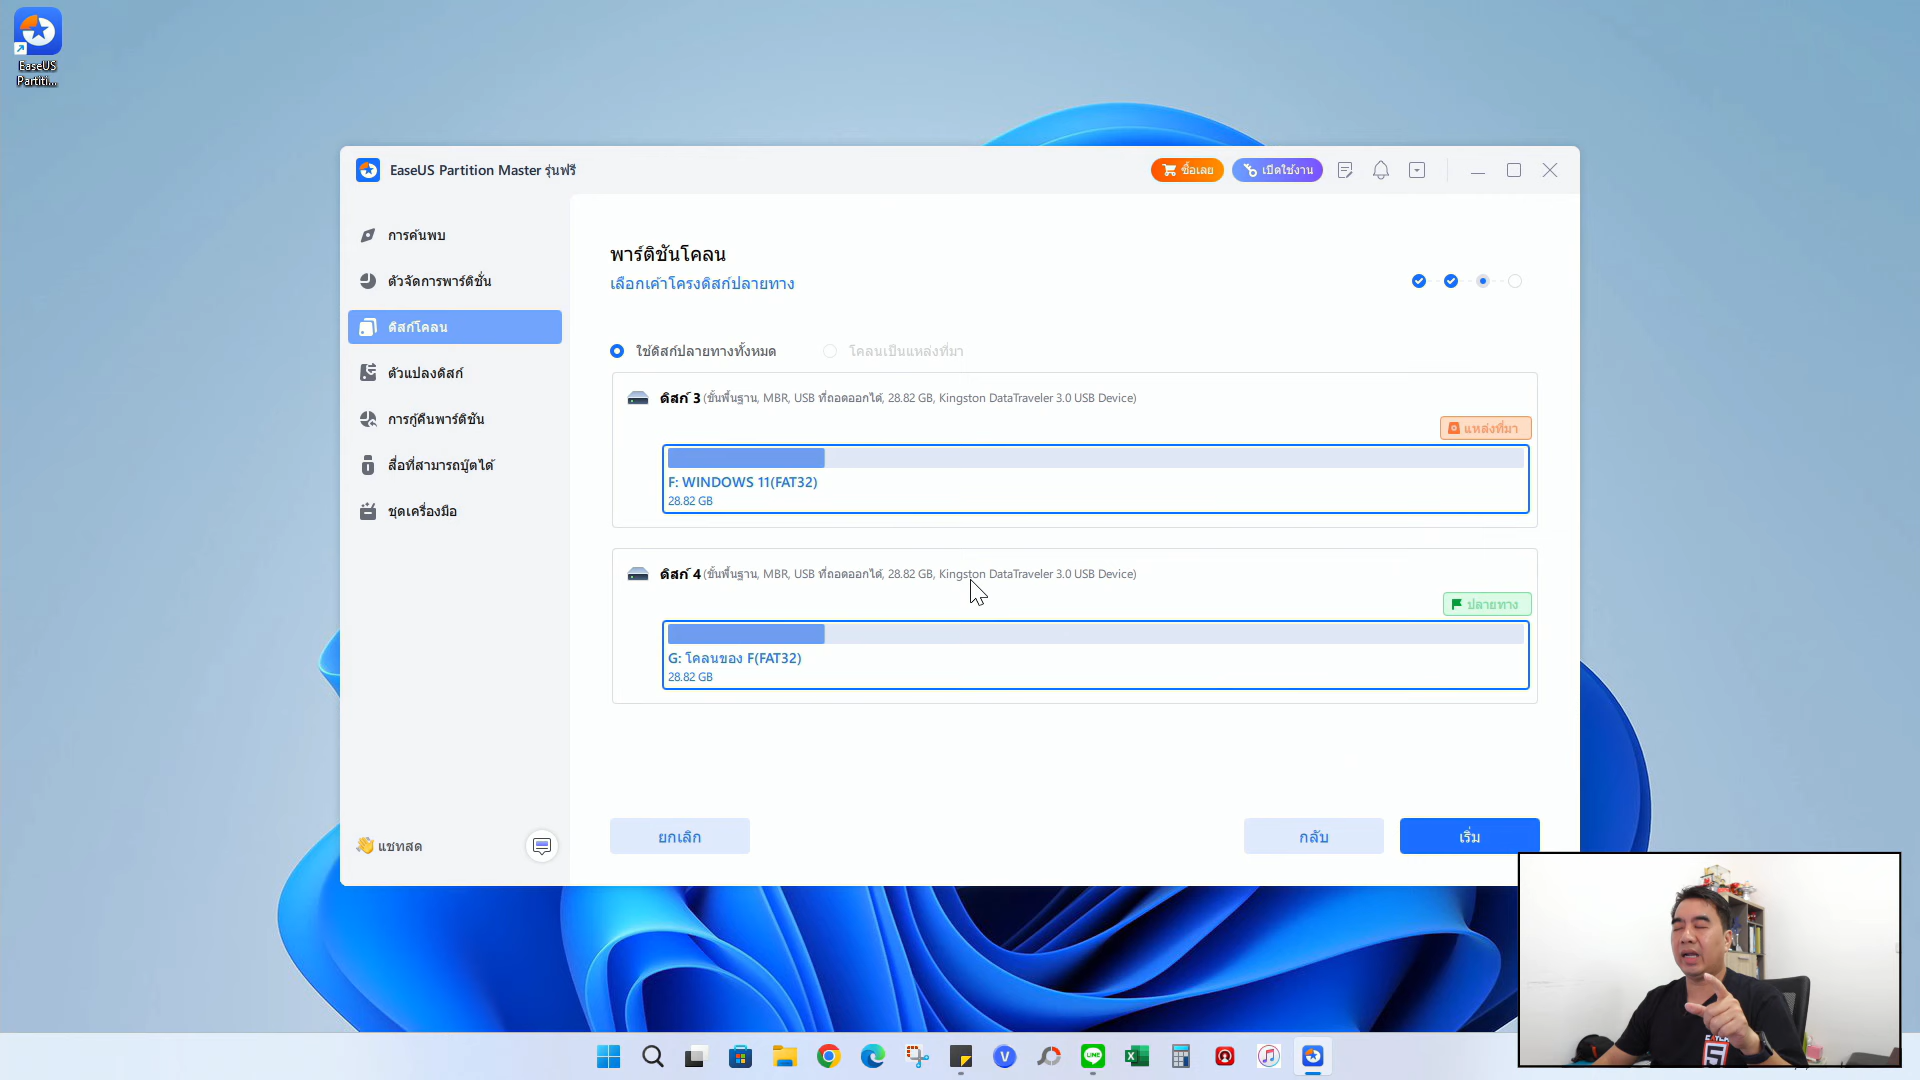 EaseUS
Partiti...
EaseUS Partition Master รุ่นฟรี
ซื้อเลย
เปิดใช้งาน
การค้นพบ
ตัวจัดการพาร์ติชั่น
ดิสก์โคลน
ตัวแปลงดิสก์
การกู้คืนพาร์ติชัน
สื่อที่สามารถบู๊ตได้
ชุดเครื่องมือ
แชทสด
พาร์ติชันโคลน
เลือกเค้าโครงดิสก์ปลายทาง
ใช้ดิสก์ปลายทางทั้งหมด
โคลนเป็นแหล่งที่มา
ดิสก์ 3 (ขั้นพื้นฐาน, MBR, USB ที่ถอดออกได้, 28.82 GB, Kingston DataTraveler 3.0 USB Device)
แหล่งที่มา
F: WINDOWS 11(FAT32)
28.82 GB
ดิสก์ 4 (ขั้นพื้นฐาน, MBR, USB ที่ถอดออกได้, 28.82 GB, Kingston DataTraveler 3.0 USB Device)
ปลายทาง
G: โคลนของ F(FAT32)
28.82 GB
ยกเลิก
กลับ
เริ่ม